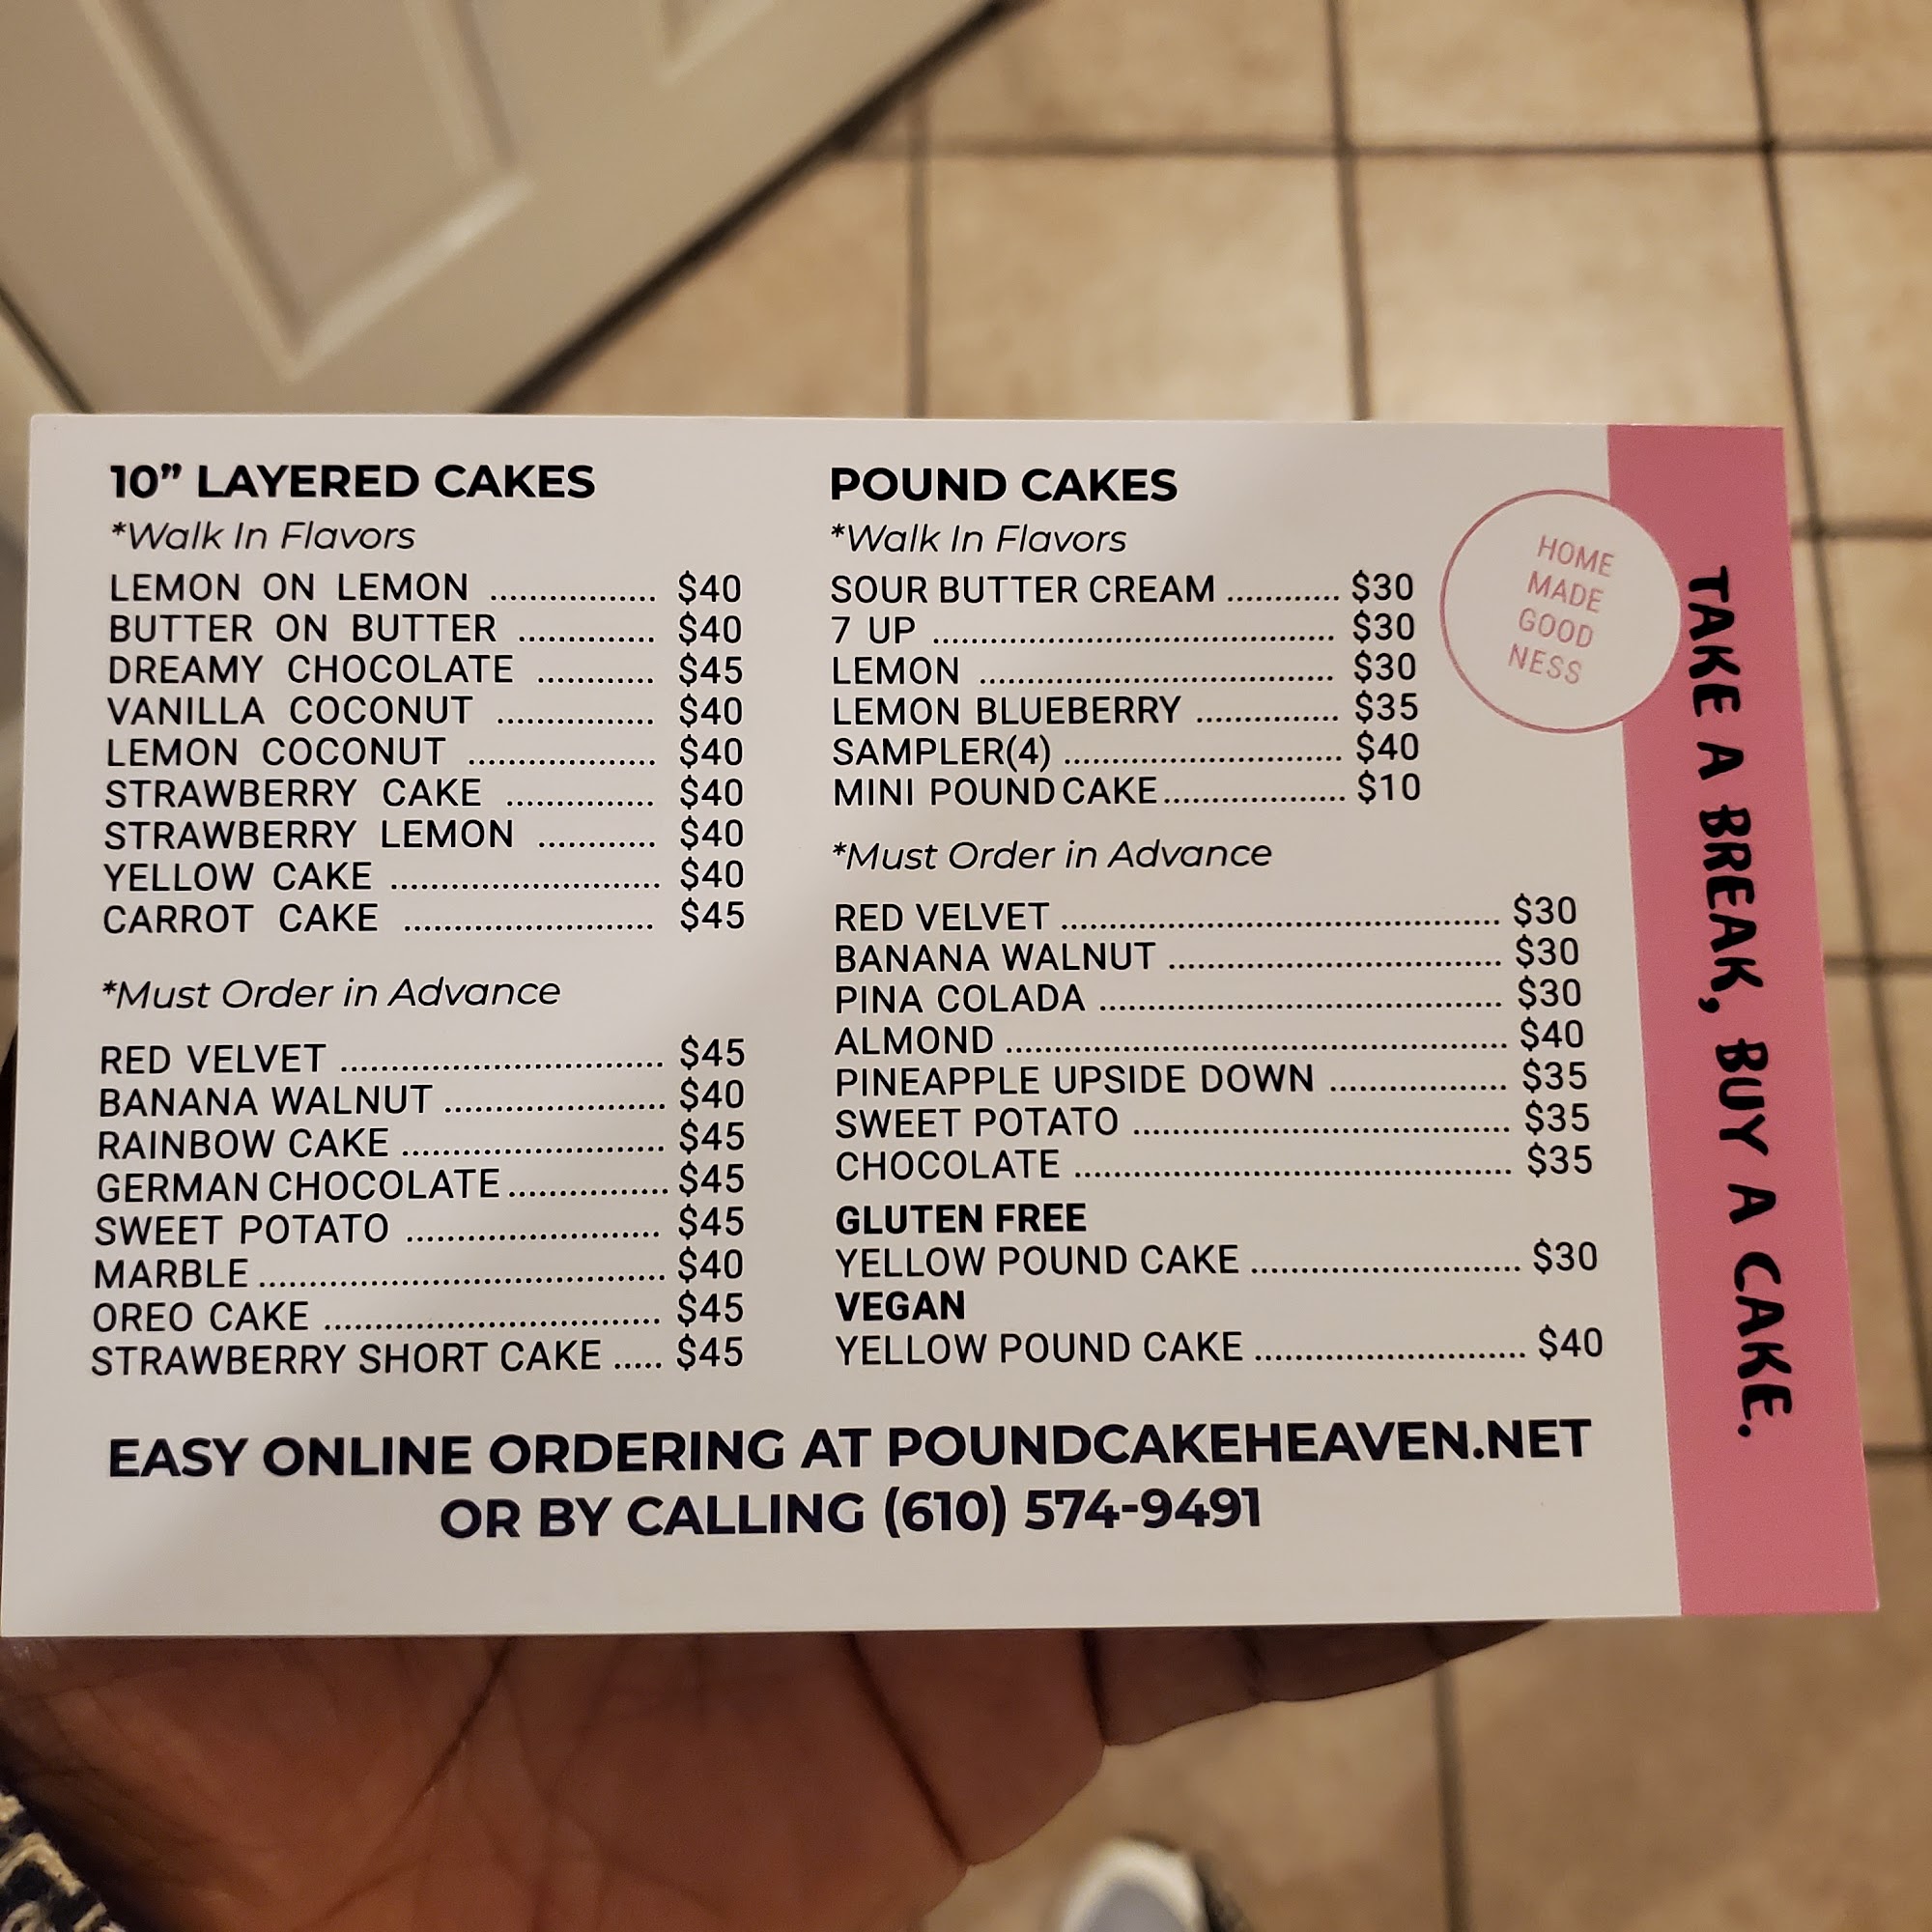 10” LAYERED CAKES
*Walk In Flavors
LEMON ON LEMON ................ $40
BUTTER ON BUTTER ............. $40
DREAMY CHOCOLATE ........... $45
VANILLA COCONUT ............... $40
LEMON COCONUT .................. $40
STRAWBERRY CAKE .............. $40
STRAWBERRY LEMON ........... $40
YELLOW CAKE .......................... $40
CARROT CAKE ........................ $45
*Must Order in Advance
RED VELVET ............................... $45
BANANA WALNUT ..................... $40
RAINBOW CAKE ......................... $45
GERMAN CHOCOLATE ............... $45
SWEET POTATO ........................ $45
MARBLE ....................................... $40
OREO CAKE ................................ $45
STRAWBERRY SHORT CAKE ..... $45
POUND CAKES
*Walk In Flavors
SOUR BUTTER CREAM ........... $30
7 UP ....................................... $30
LEMON .................................. $30
LEMON BLUEBERRY .............. $35
SAMPLER(4) ........................... $40
MINI POUND CAKE.................. $10
*Must Order in Advance
RED VELVET ........................................... $30
BANANA WALNUT ................................ $30
PINA COLADA ....................................... $30
ALMOND ................................................. $40
PINEAPPLE UPSIDE DOWN ................. $35
SWEET POTATO ..................................... $35
CHOCOLATE ........................................... $35
GLUTEN FREE
YELLOW POUND CAKE .......................... $30
VEGAN
YELLOW POUND CAKE .......................... $40
HOME
MADE
GOOD
NESS
TAKE A BREAK, BUY A CAKE.
EASY ONLINE ORDERING AT POUNDCAKEHEAVEN.NET
OR BY CALLING (610) 574-9491